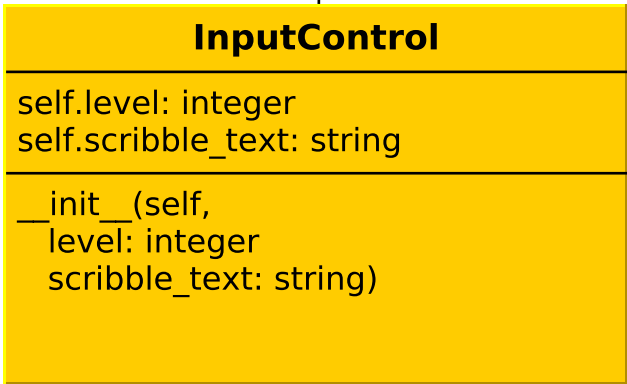 InputControl
self.level: integer
self.scribble_text: string
__init__(self,
level: integer
scribble_text: string)